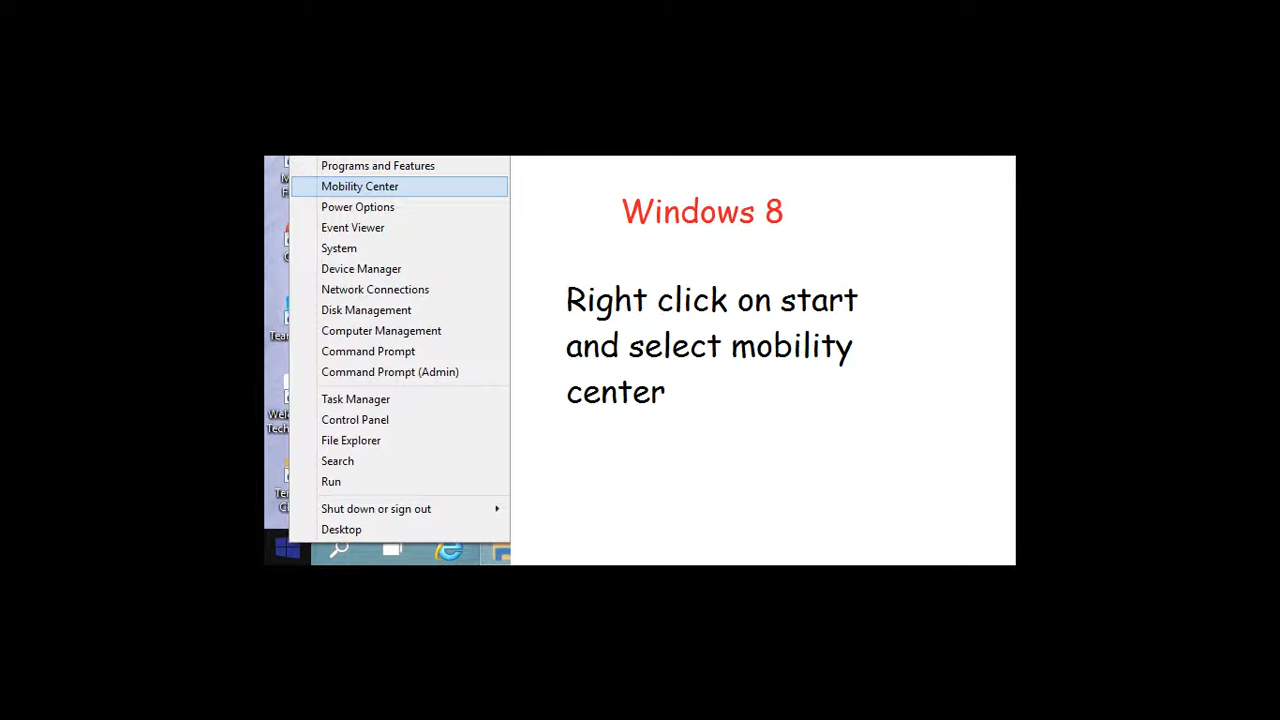 Programs and Features
Mobility Center
Power Options
Event Viewer
System
Device Manager
Network Connections
Disk Management
Computer Management
Command Prompt
Command Prompt (Admin)
Task Manager
Control Panel
File Explorer
Search
Run
Shut down or sign out
Desktop
Windows 8
Right click on start
and select mobility
center